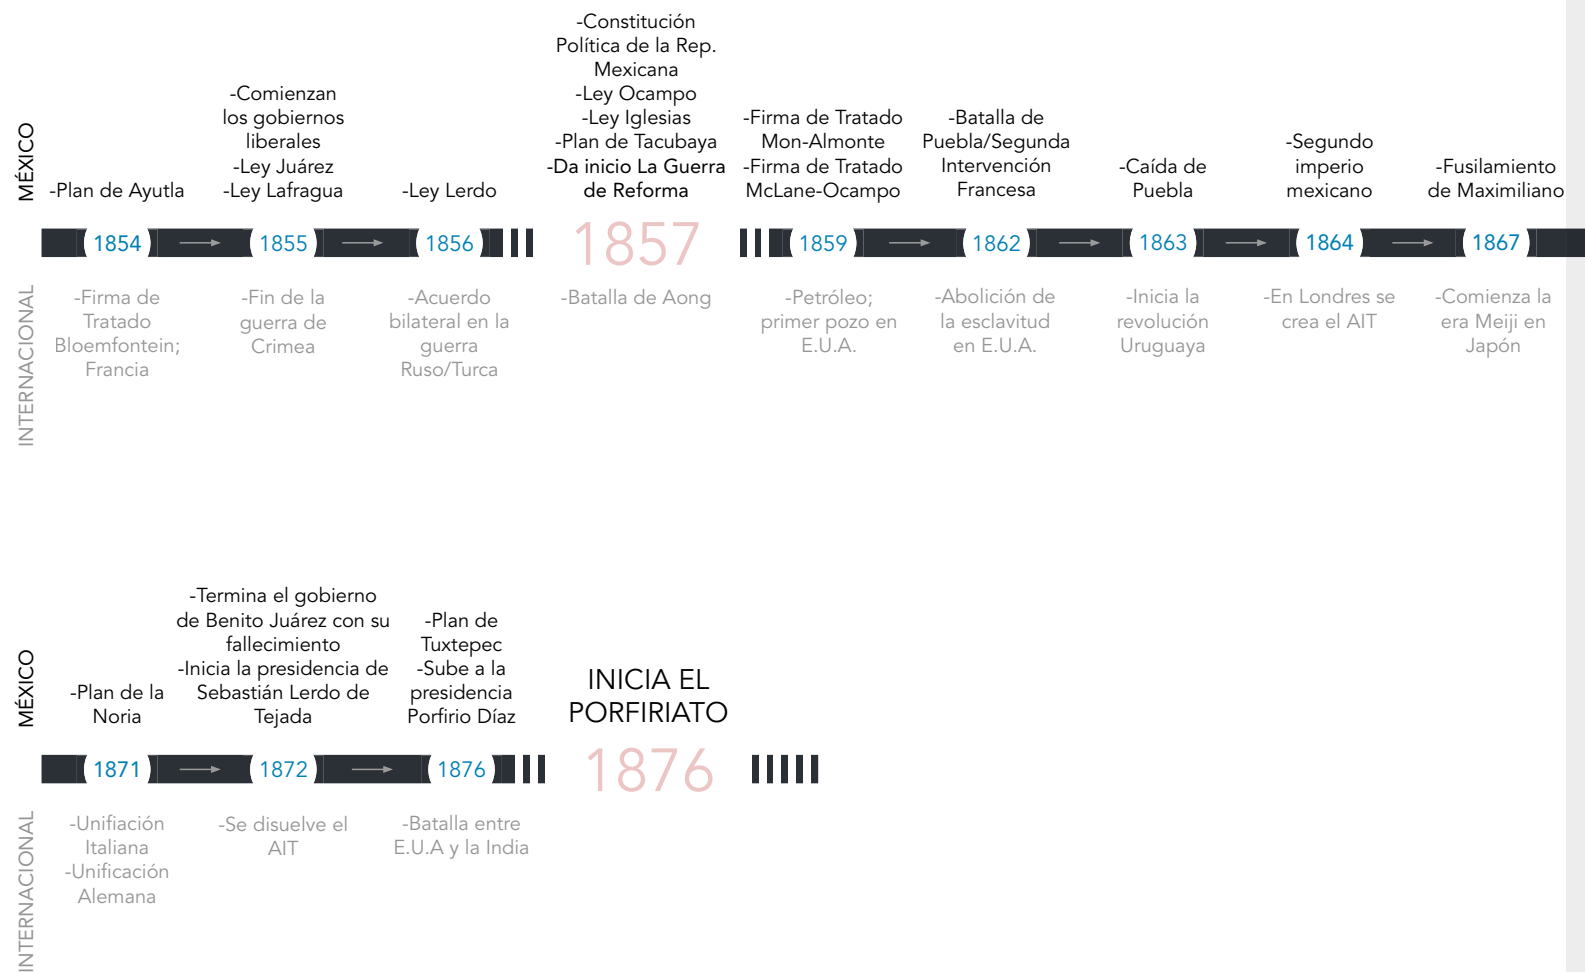 MÉXICO
-Plan de Ayutla
-Comienzan
los gobiernos
liberales
-Ley Juárez
-Ley Lafragua
-Ley Lerdo
-Constitución
Política de la Rep.
Mexicana
-Ley Ocampo
-Ley Iglesias
-Plan de Tacubaya
-Da inicio La Guerra
de Reforma
-Firma de Tratado
Mon-Almonte
-Firma de Tratado
McLane-Ocampo
-Batalla de
Puebla/Segunda
Intervención
Francesa
-Caída de
Puebla
-Segundo
imperio
mexicano
-Fusilamiento
de Maximiliano
1854
1855
1856
1857
1859
1862
1863
1864
1867
INTERNACIONAL
-Firma de
Tratado
Bloemfontein;
Francia
-Fin de la
guerra de
Crimea
-Acuerdo
bilateral en la
guerra
Ruso/Turca
-Batalla de Aong
-Petróleo;
primer pozo en
E.U.A.
-Abolición de
la esclavitud
en E.U.A.
-Inicia la
revolución
Uruguaya
-En Londres se
crea el AIT
-Comienza la
era Meiji en
Japón
MÉXICO
-Plan de la
Noria
-Termina el gobierno
de Benito Juárez con su
fallecimiento
-Inicia la presidencia de
Sebastián Lerdo de
Tejada
-Plan de
Tuxtepec
-Sube a la
presidencia
Porfirio Díaz
INICIA EL
PORFIRIATO
1871
1872
1876
1876
INTERNACIONAL
-Unifiación
Italiana
-Unificación
Alemana
-Se disuelve el
AIT
-Batalla entre
E.U.A y la India